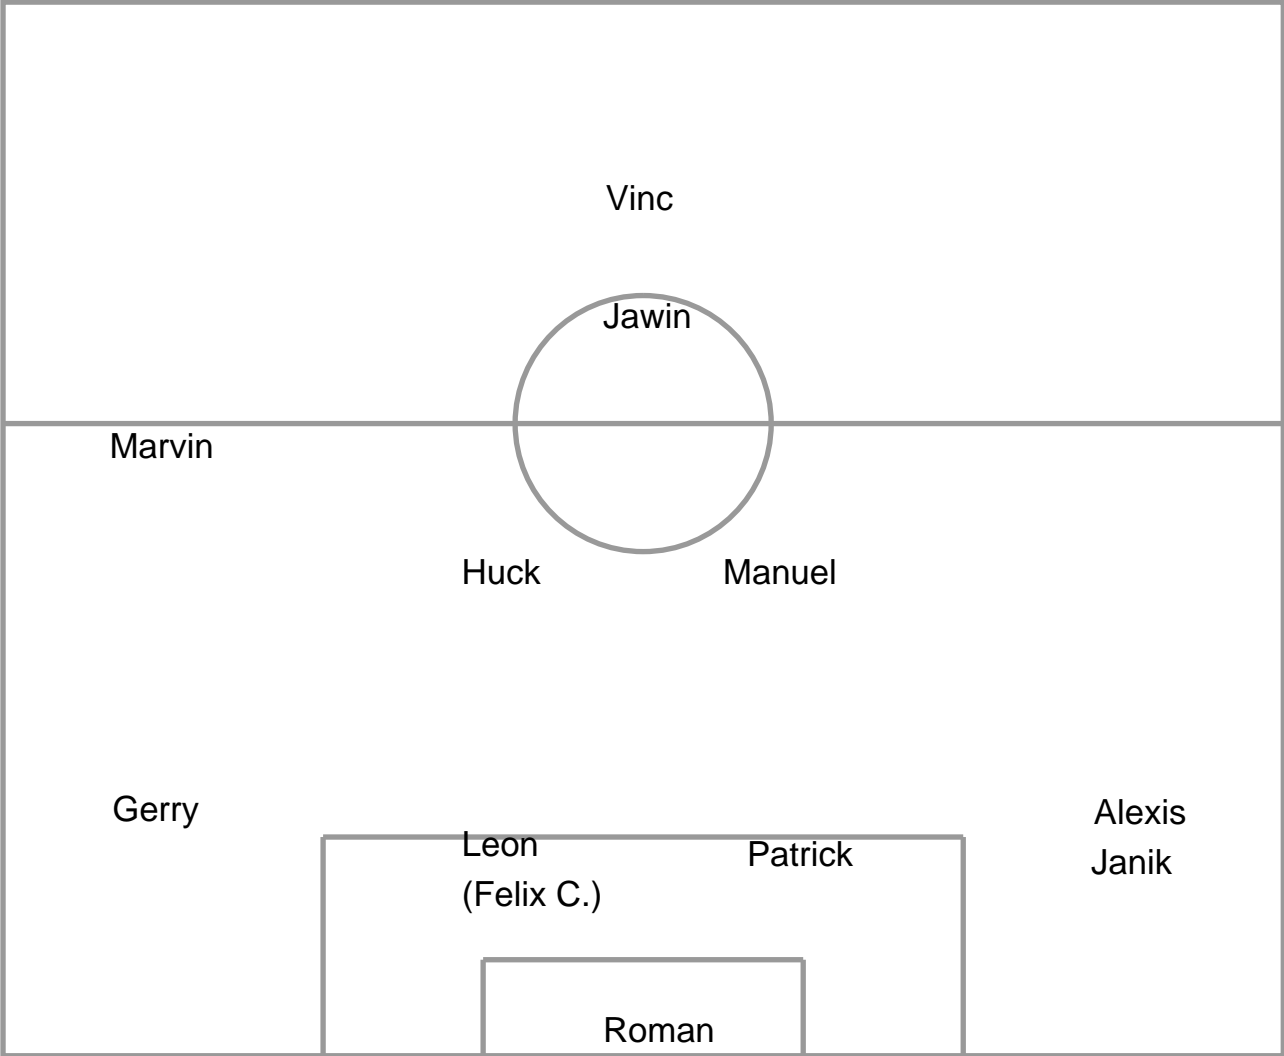 Vinc
Jawin
Marvin
Huck Manuel
Gerry Alexis
Leon Patrick Janik
(Felix C.)
Roman